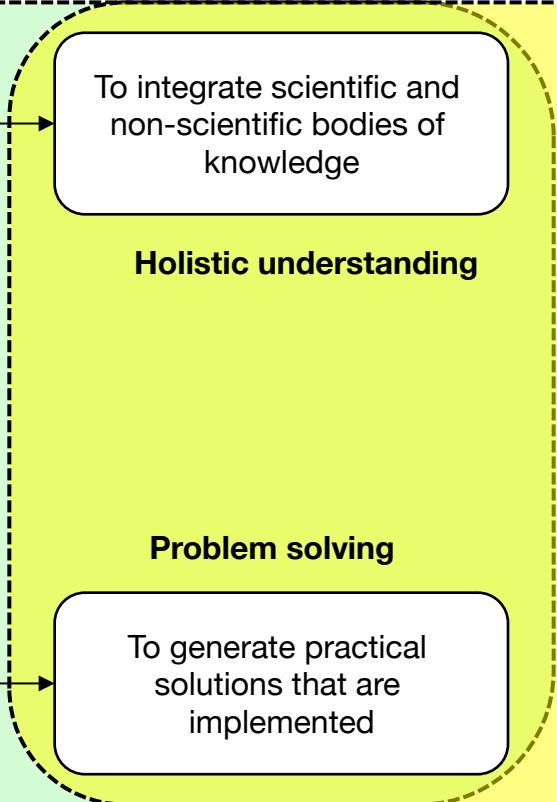 To integrate scientific and
non-scientific bodies of
knowledge
Holistic understanding
Problem solving
To generate practical
solutions that are
implemented